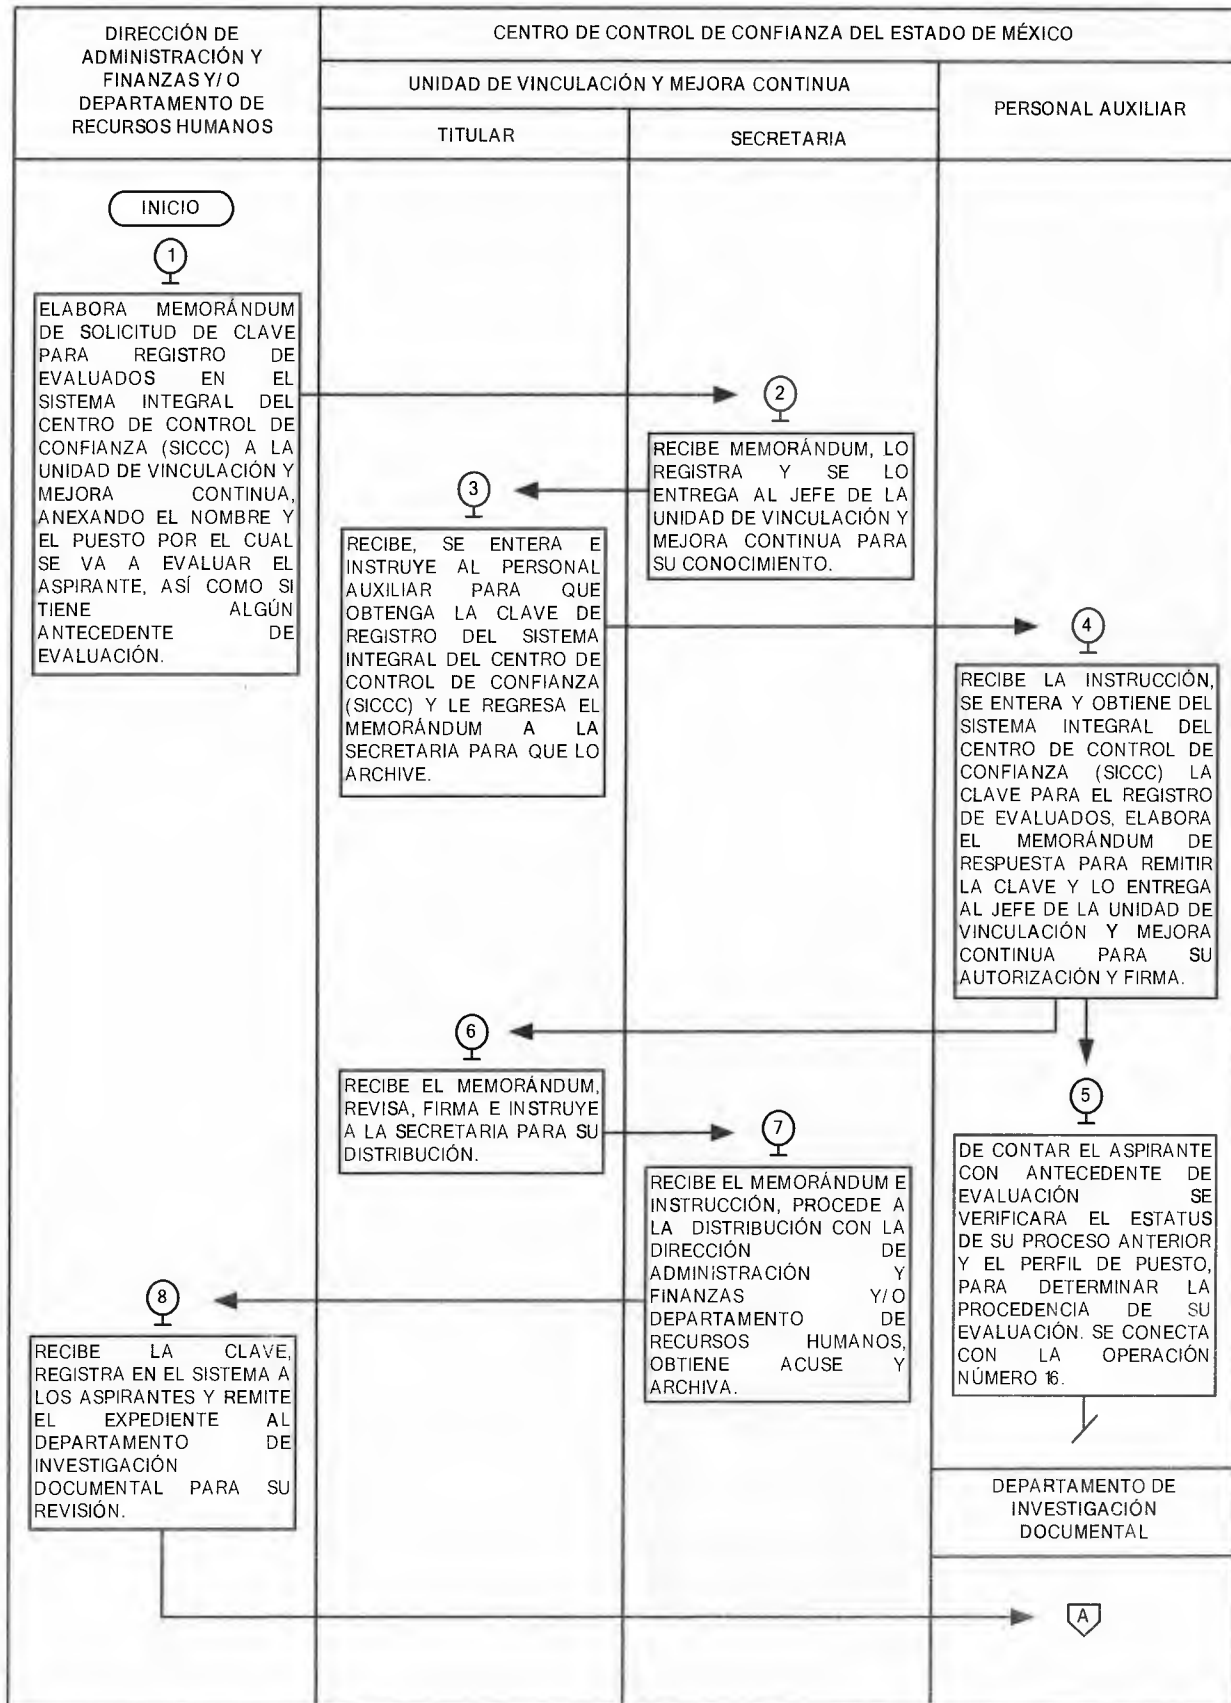 DIRECCIÓN DE
ADMINISTRACIÓN Y
FINANZAS Y/ O
DEPARTAMENTO DE
RECURSOS HUMANOS
CENTRO DE CONTROL DE CONFIANZA DEL ESTADO DE MÉXICO
UNIDAD DE VINCULACIÓN Y MEJORA CONTINUA
PERSONAL AUXILIAR
TITULAR
SECRETARIA
INICIO
1
ELABORA MEMORÁNDUM
DE SOLICITUD DE CLAVE
PARA REGISTRO DE
EVALUADOS EN EL
SISTEMA INTEGRAL DEL
CENTRO DE CONTROL DE
CONFIANZA (SICCC) A LA
UNIDAD DE VINCULACIÓN Y
MEJORA CONTINUA,
ANEXANDO EL NOMBRE Y
EL PUESTO POR EL CUAL
SE VA A EVALUAR EL
ASPIRANTE, ASÍ COMO SI
TIENE ALGÚN
ANTECEDENTE DE
EVALUACIÓN.
2
RECIBE MEMORÁNDUM, LO
REGISTRA Y SE LO
ENTREGA AL JEFE DE LA
UNIDAD DE VINCULACIÓN Y
MEJORA CONTINUA PARA
SU CONOCIMIENTO.
3
RECIBE, SE ENTERA E
INSTRUYE AL PERSONAL
AUXILIAR PARA QUE
OBTENGA LA CLAVE DE
REGISTRO DEL SISTEMA
INTEGRAL DEL CENTRO DE
CONTROL DE CONFIANZA
(SICCC) Y LE REGRESA EL
MEMORÁNDUM A LA
SECRETARIA PARA QUE LO
ARCHIVE.
4
RECIBE LA INSTRUCCIÓN,
SE ENTERA Y OBTIENE DEL
SISTEMA INTEGRAL DEL
CENTRO DE CONTROL DE
CONFIANZA (SICCC) LA
CLAVE PARA EL REGISTRO
DE EVALUADOS, ELABORA
EL MEMORÁNDUM DE
RESPUESTA PARA REMITIR
LA CLAVE Y LO ENTREGA
AL JEFE DE LA UNIDAD DE
VINCULACIÓN Y MEJORA
CONTINUA PARA SU
AUTORIZACIÓN Y FIRMA.
5
DE CONTAR EL ASPIRANTE
CON ANTECEDENTE DE
EVALUACIÓN SE
VERIFICARA EL ESTATUS
DE SU PROCESO ANTERIOR
Y EL PERFIL DE PUESTO,
PARA DETERMINAR LA
PROCEDENCIA DE SU
EVALUACIÓN. SE CONECTA
CON LA OPERACIÓN
NÚMERO 16.
6
RECIBE EL MEMORÁNDUM,
REVISA, FIRMA E INSTRUYE
A LA SECRETARIA PARA SU
DISTRIBUCIÓN.
7
RECIBE EL MEMORÁNDUM E
INSTRUCCIÓN, PROCEDE A
LA DISTRIBUCIÓN CON LA
DIRECCIÓN DE
ADMINISTRACIÓN Y
FINANZAS Y/O
DEPARTAMENTO DE
RECURSOS HUMANOS,
OBTIENE ACUSE Y
ARCHIVA.
8
RECIBE LA CLAVE,
REGISTRA EN EL SISTEMA A
LOS ASPIRANTES Y REMITE
EL EXPEDIENTE AL
DEPARTAMENTO DE
INVESTIGACIÓN
DOCUMENTAL PARA SU
REVISIÓN.
DEPARTAMENTO DE
INVESTIGACIÓN
DOCUMENTAL
A